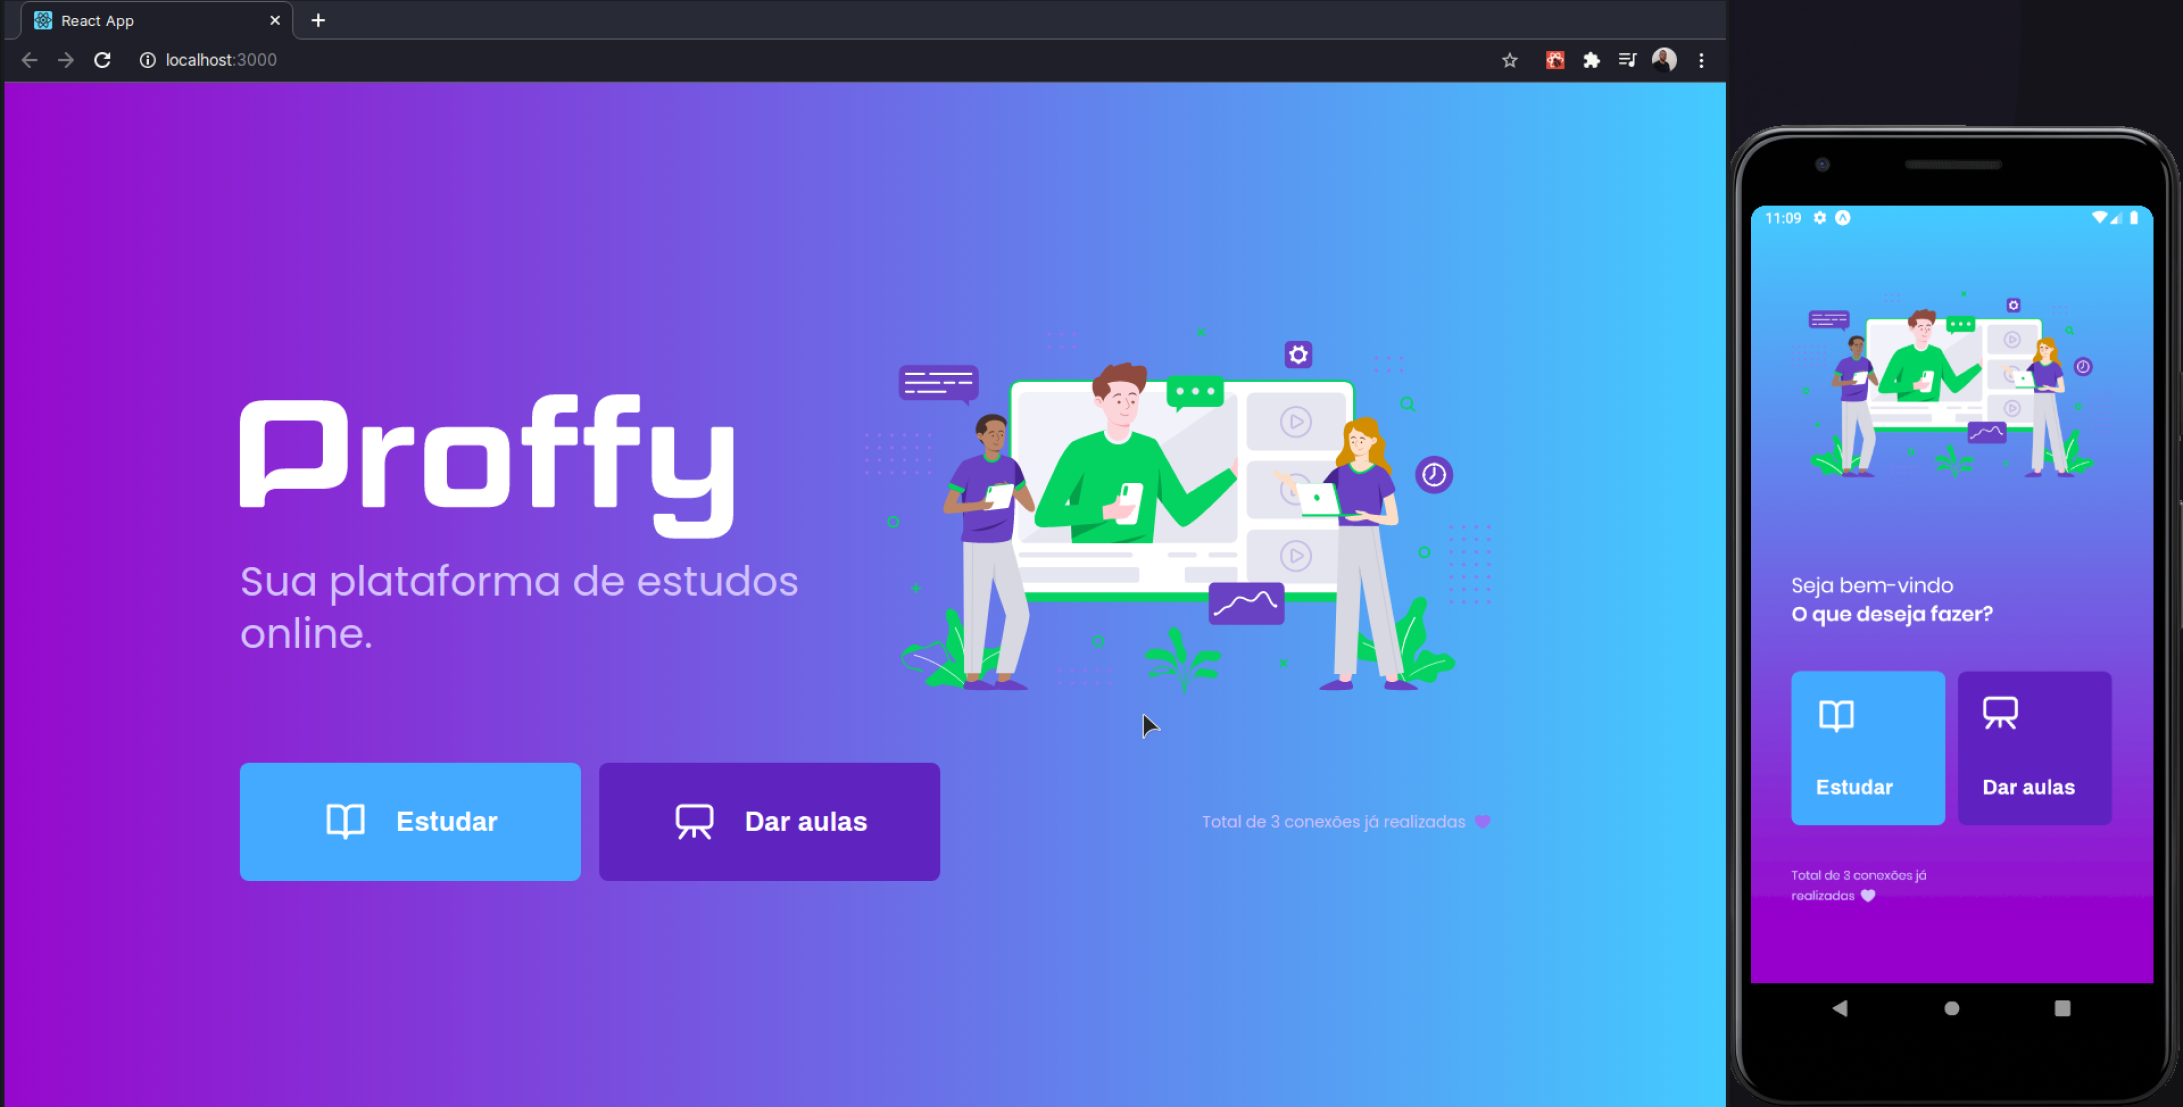 React App
localhost:3000
Proffy
Sua plataforma de estudos
online.
Estudar
Dar aulas
Total de 3 conexões já realizadas
11:09
Seja bem-vindo
O que deseja fazer?
Estudar
Dar aulas
Total de 3 conexões já
realizadas